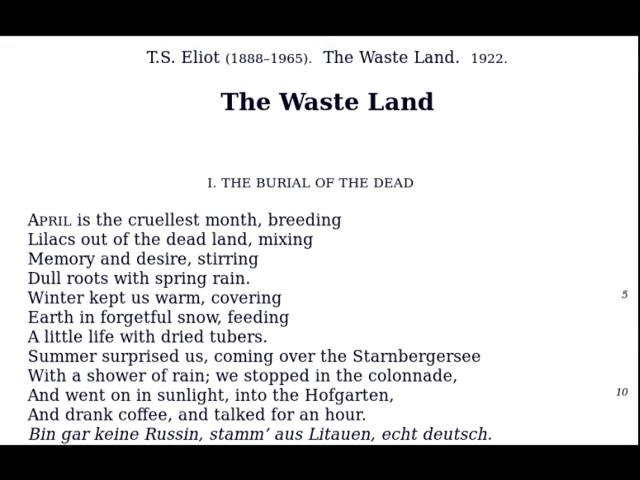 T.S. Eliot (1888–1965). The Waste Land. 1922.
The Waste Land
I. THE BURIAL OF THE DEAD
APRIL is the cruellest month, breeding
Lilacs out of the dead land, mixing
Memory and desire, stirring
Dull roots with spring rain.
Winter kept us warm, covering 5
Earth in forgetful snow, feeding
A little life with dried tubers.
Summer surprised us, coming over the Starnbergersee
With a shower of rain; we stopped in the colonnade,
And went on in sunlight, into the Hofgarten, 10
And drank coffee, and talked for an hour.
Bin gar keine Russin, stamm’ aus Litauen, echt deutsch.